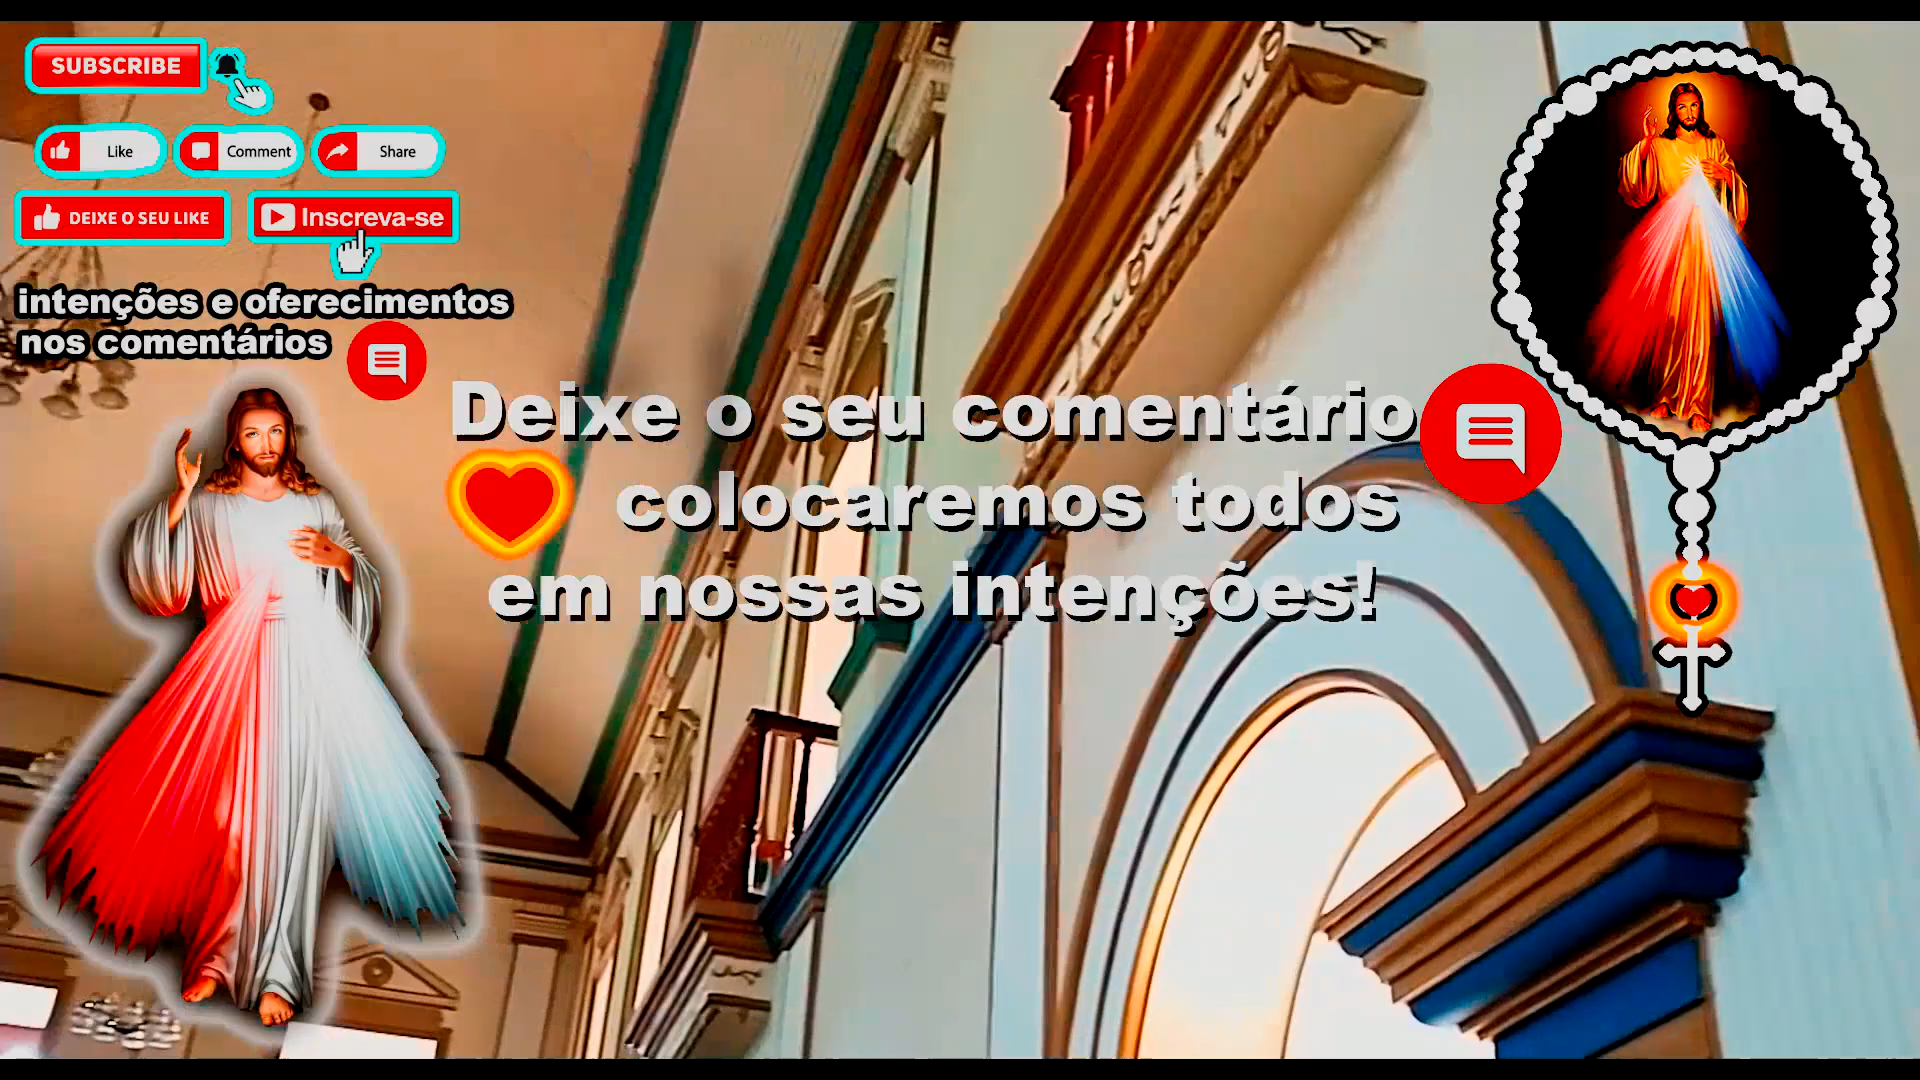 SUBSCRIBE
Like
Comment
Share
DEIXE O SEU LIKE
Inscreva-se
intenções e oferecimentos
nos comentários
Deixe o seu comentário
colocaremos todos
em nossas intenções!